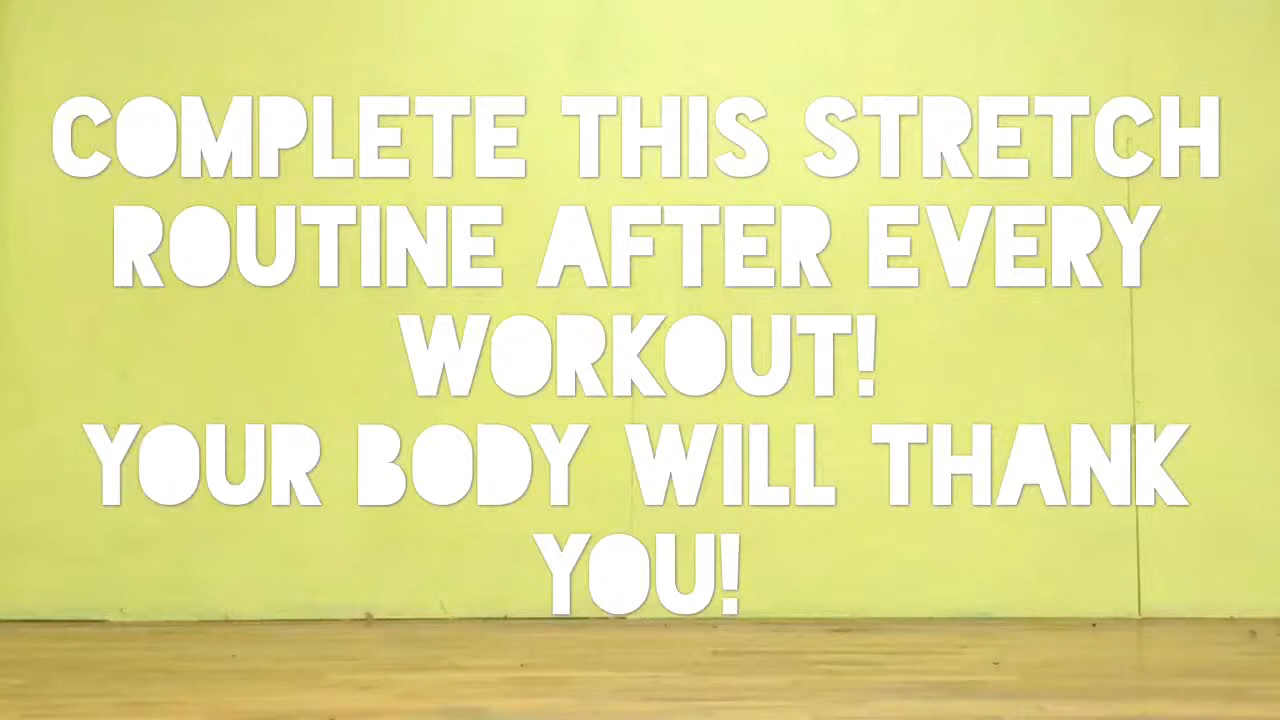 COMPLETE THIS STRETCH
ROUTINE AFTER EVERY
WORKOUT!
YOUR BODY WILL THANK
YOU!